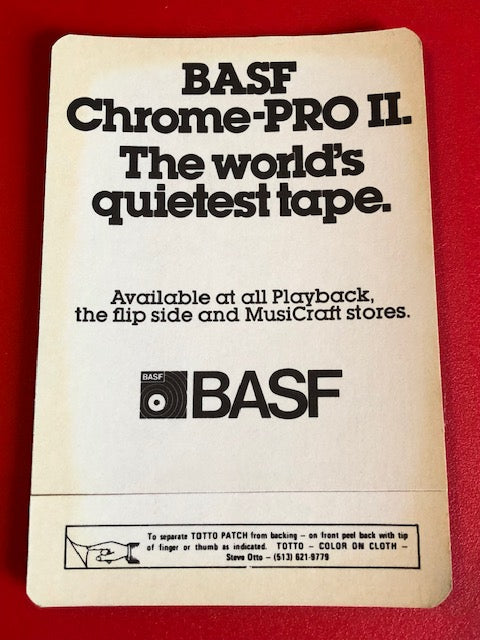 BASF
Chrome-PRO II.
The world's
quietest tape.
Available at all Playback,
the flip side and MusiCraft stores.
BASF
BASF
To separate TOTTO PATCH from backing – on front peel back with tip
of finger or thumb as indicated. TOTTO – COLOR ON CLOTH –
Steve Otto – (513) 621-9779